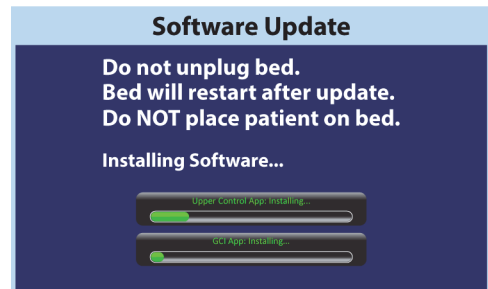 Software Update
Do not unplug bed.
Bed will restart after update.
Do NOT place patient on bed.
Installing Software...
Upper Control App: Installing...
GCI App: Installing...